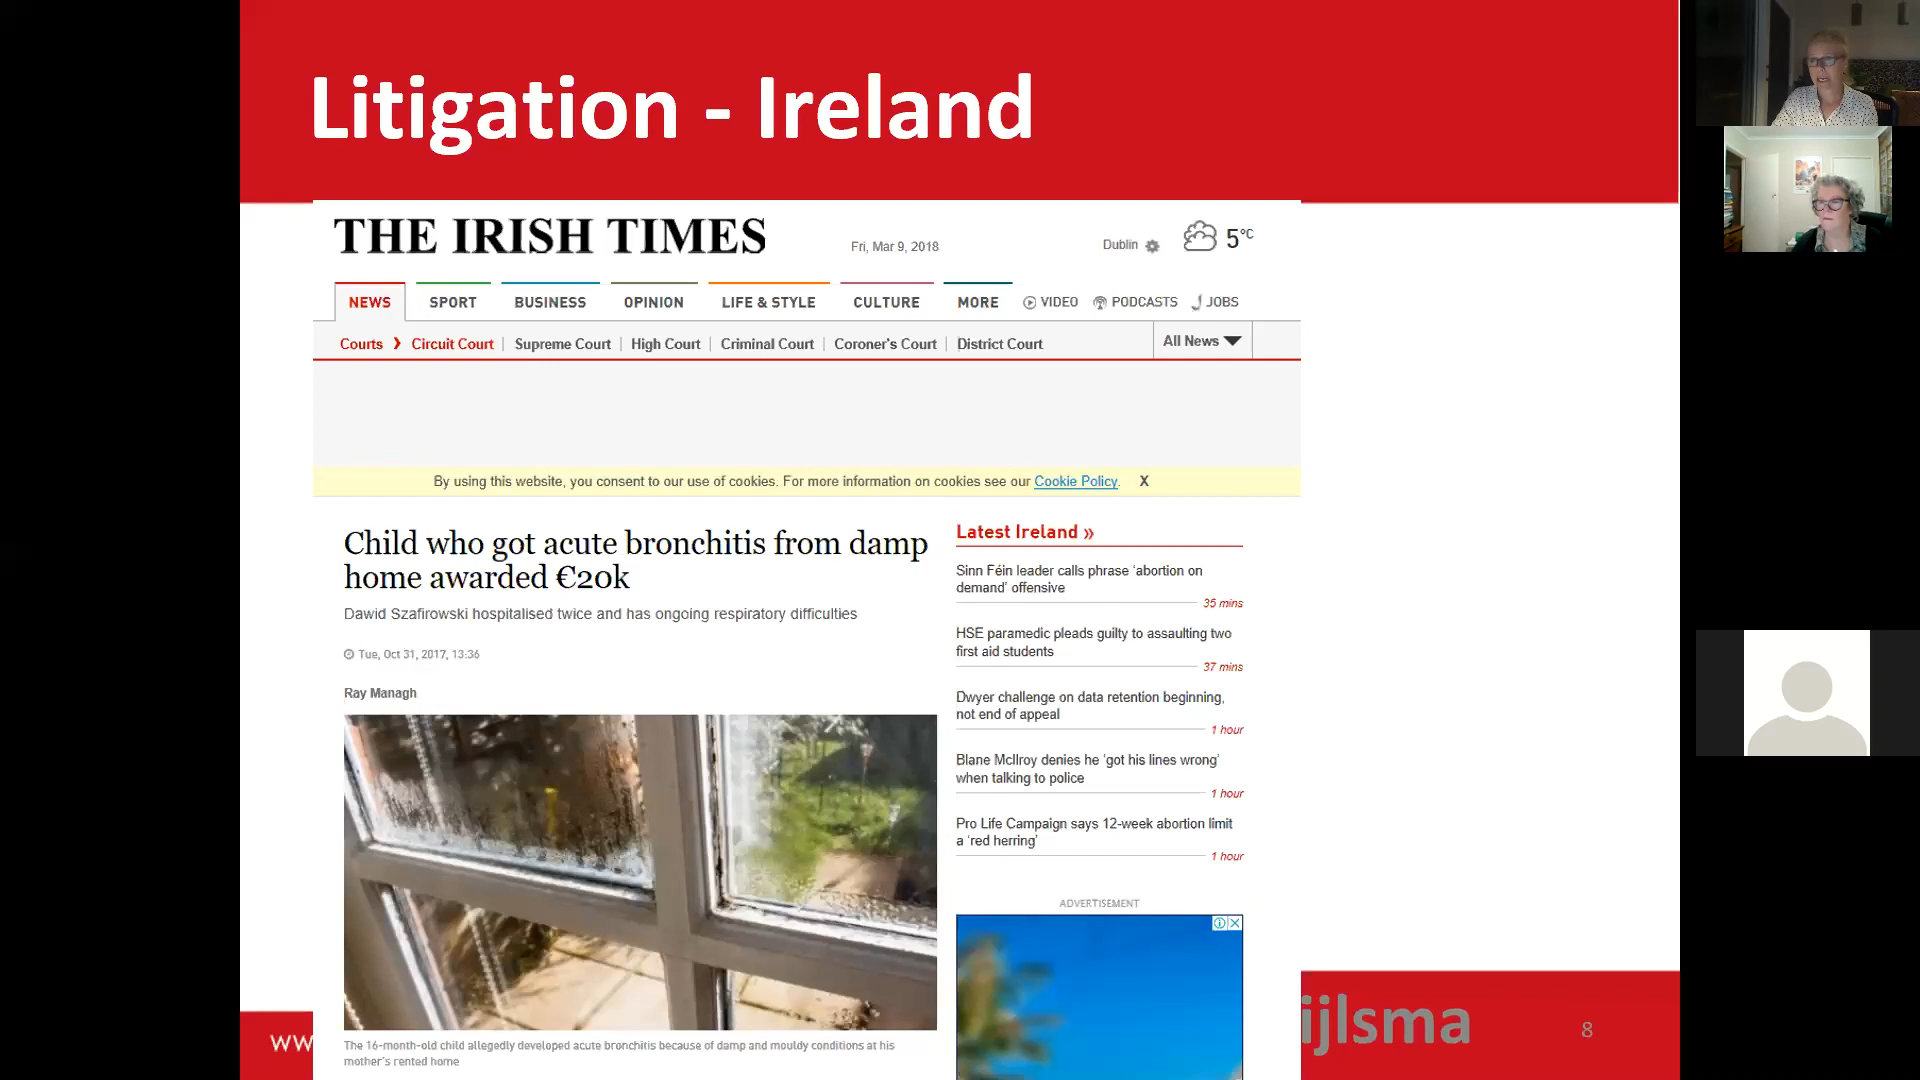 Litigation - Ireland
THE IRISH TIMES
Fri, Mar 9, 2018
Dublin
5°C
NEWS
SPORT
BUSINESS
OPINION
LIFE & STYLE
CULTURE
MORE
VIDEO
PODCASTS
JOBS
Courts
Circuit Court
Supreme Court
High Court
Criminal Court
Coroner's Court
District Court
All News
By using this website, you consent to our use of cookies. For more information on cookies see our Cookie Policy. X
Child who got acute bronchitis from damp
home awarded €20k
Dawid Szafirowski hospitalised twice and has ongoing respiratory difficulties
Tue, Oct 31, 2017, 13:36
Ray Managh
The 16-month-old child allegedly developed acute bronchitis because of damp and mouldy conditions at his
mother's rented home
Latest Ireland »
Sinn Féin leader calls phrase ‘abortion on
demand’ offensive
35 mins
HSE paramedic pleads guilty to assaulting two
first aid students
37 mins
Dwyer challenge on data retention beginning,
not end of appeal
1 hour
Blane McIlroy denies he ‘got his lines wrong’
when talking to police
1 hour
Pro Life Campaign says 12-week abortion limit
a ‘red herring’
1 hour
ADVERTISEMENT
ww
ijlsma
8